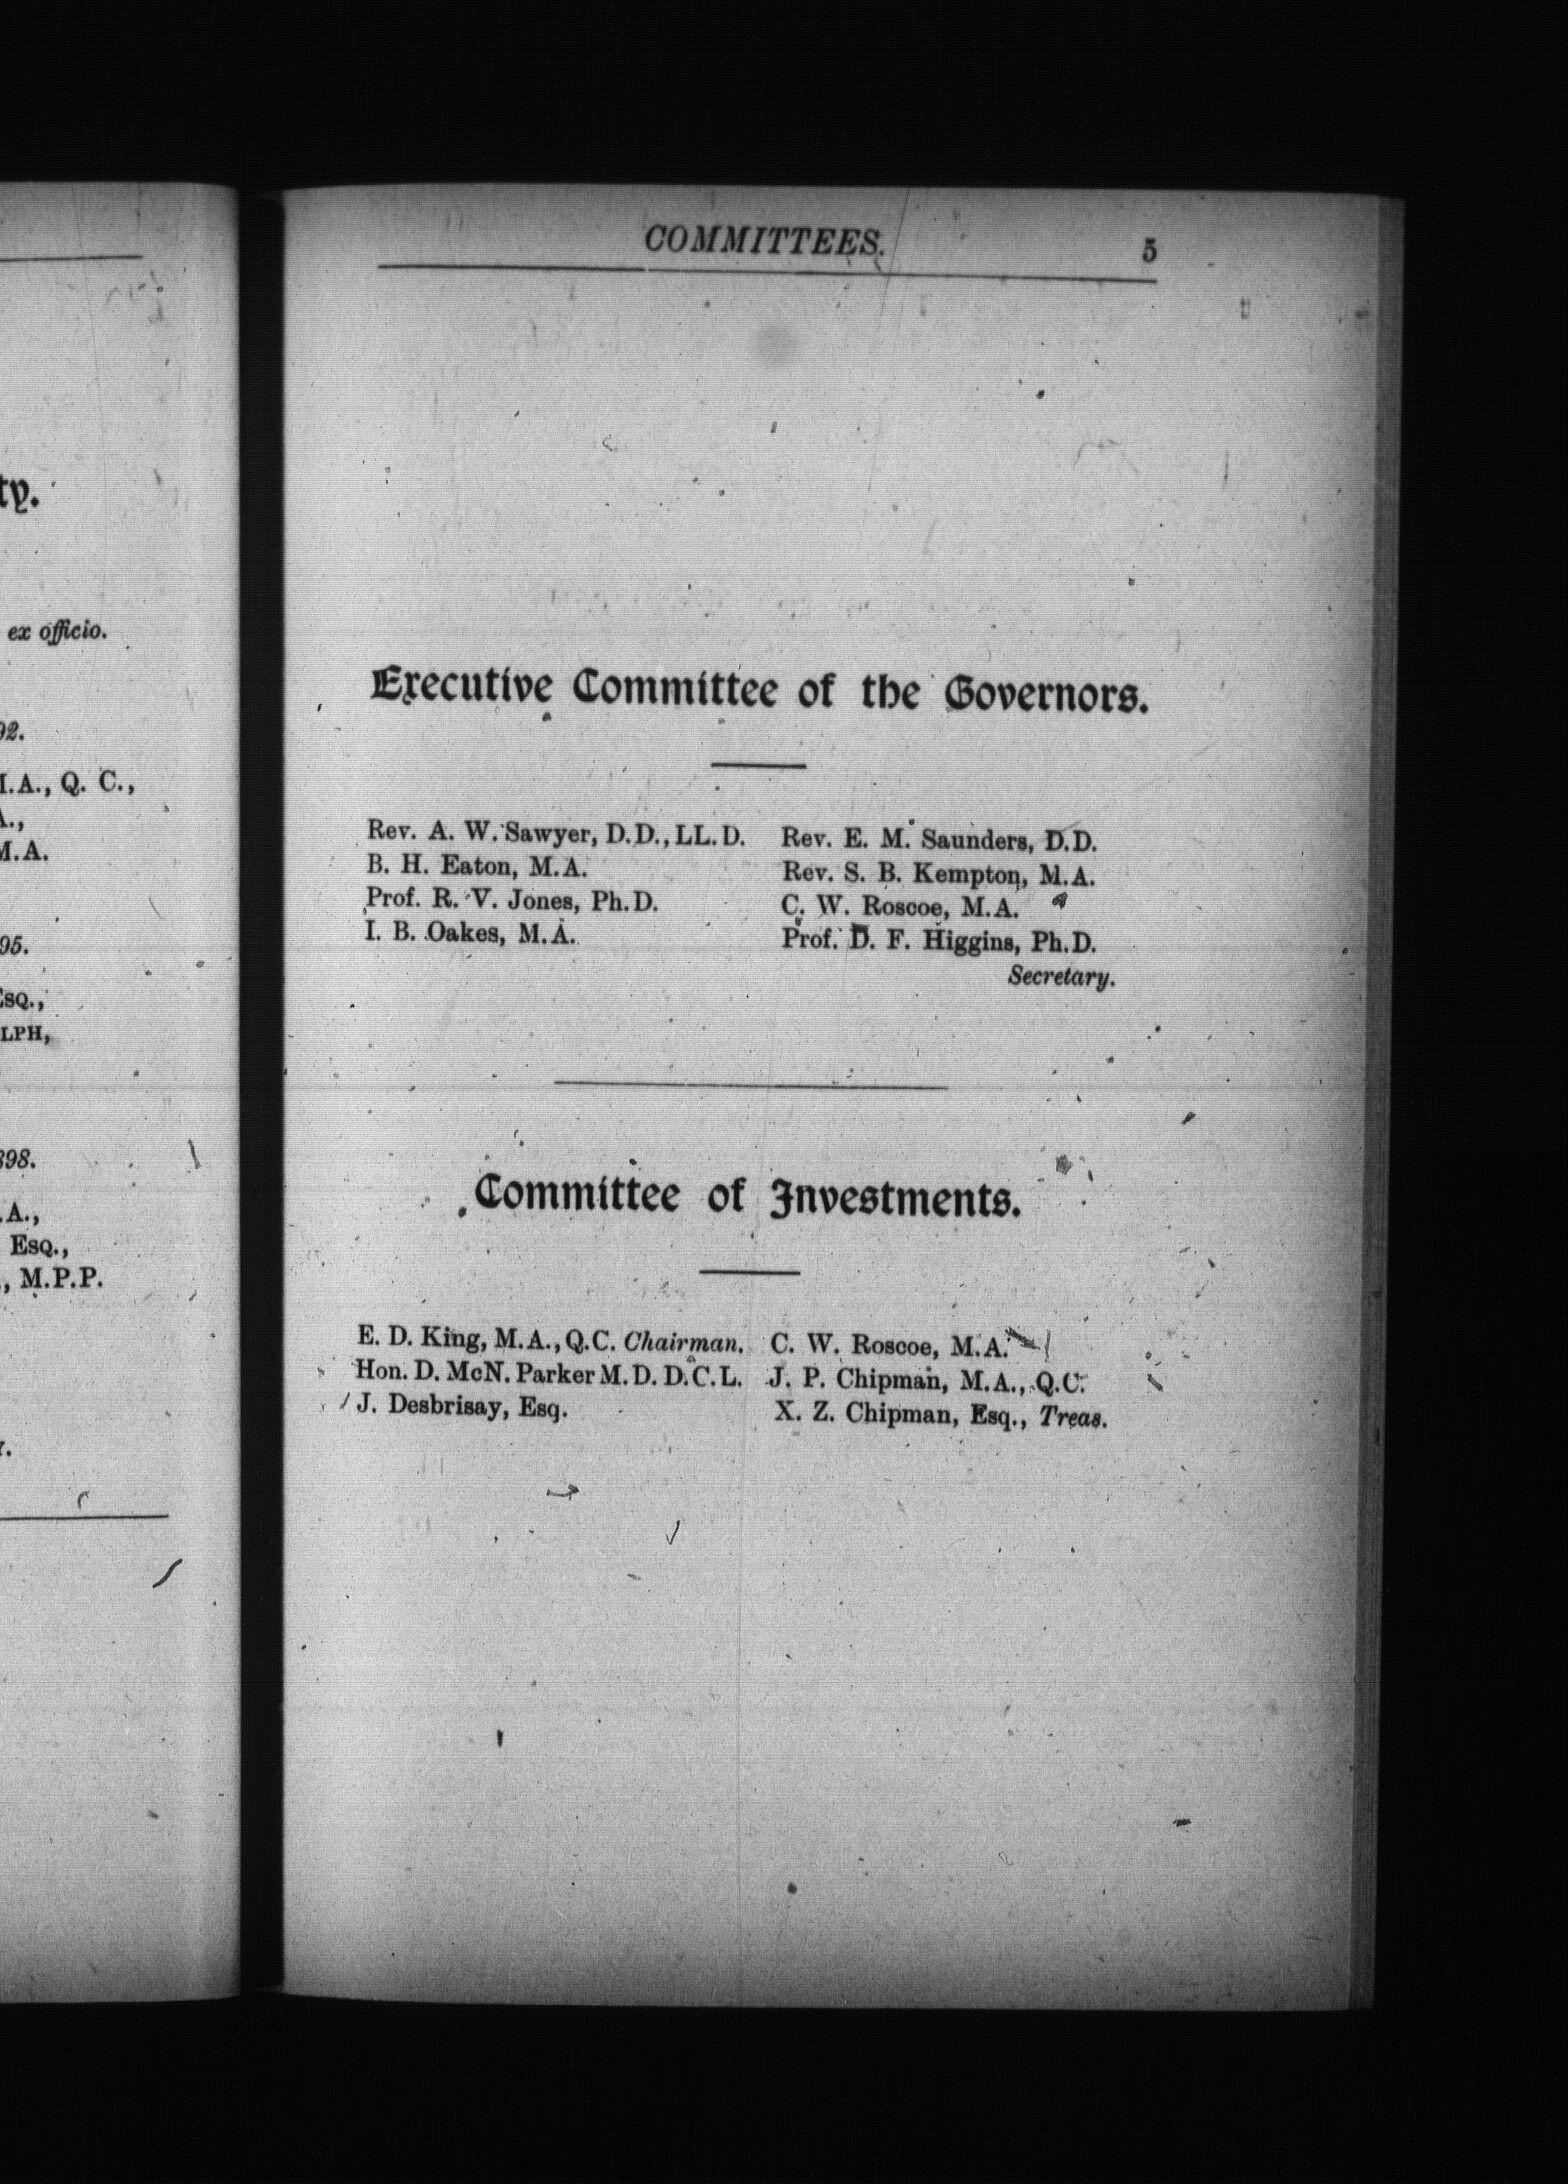 ty.
ex officio.
92.
M.A., Q. C.,
A.,
M.A.
95.
Esq.,
LPH,
898.
.A.,
Esq.,
., M.P.P.
COMMITTEES. 5
Executive Committee of the Governors.
Rev. A. W. Sawyer, D.D., LL.D.
B. H. Eaton, M.A.
Prof. R. V. Jones, Ph.D.
I. B. Oakes, M.A.
Rev. E. M. Saunders, D.D.
Rev. S. B. Kempton, M.A.
C. W. Roscoe, M.A.
Prof. D. F. Higgins, Ph.D.
Secretary.
Committee of Investments.
E. D. King, M.A., Q.C. Chairman.
Hon. D. McN. Parker M.D. D.C.L.
J. Desbrisay, Esq.
C. W. Roscoe, M.A.
J. P. Chipman, M.A., Q.C.
X. Z. Chipman, Esq., Treas.